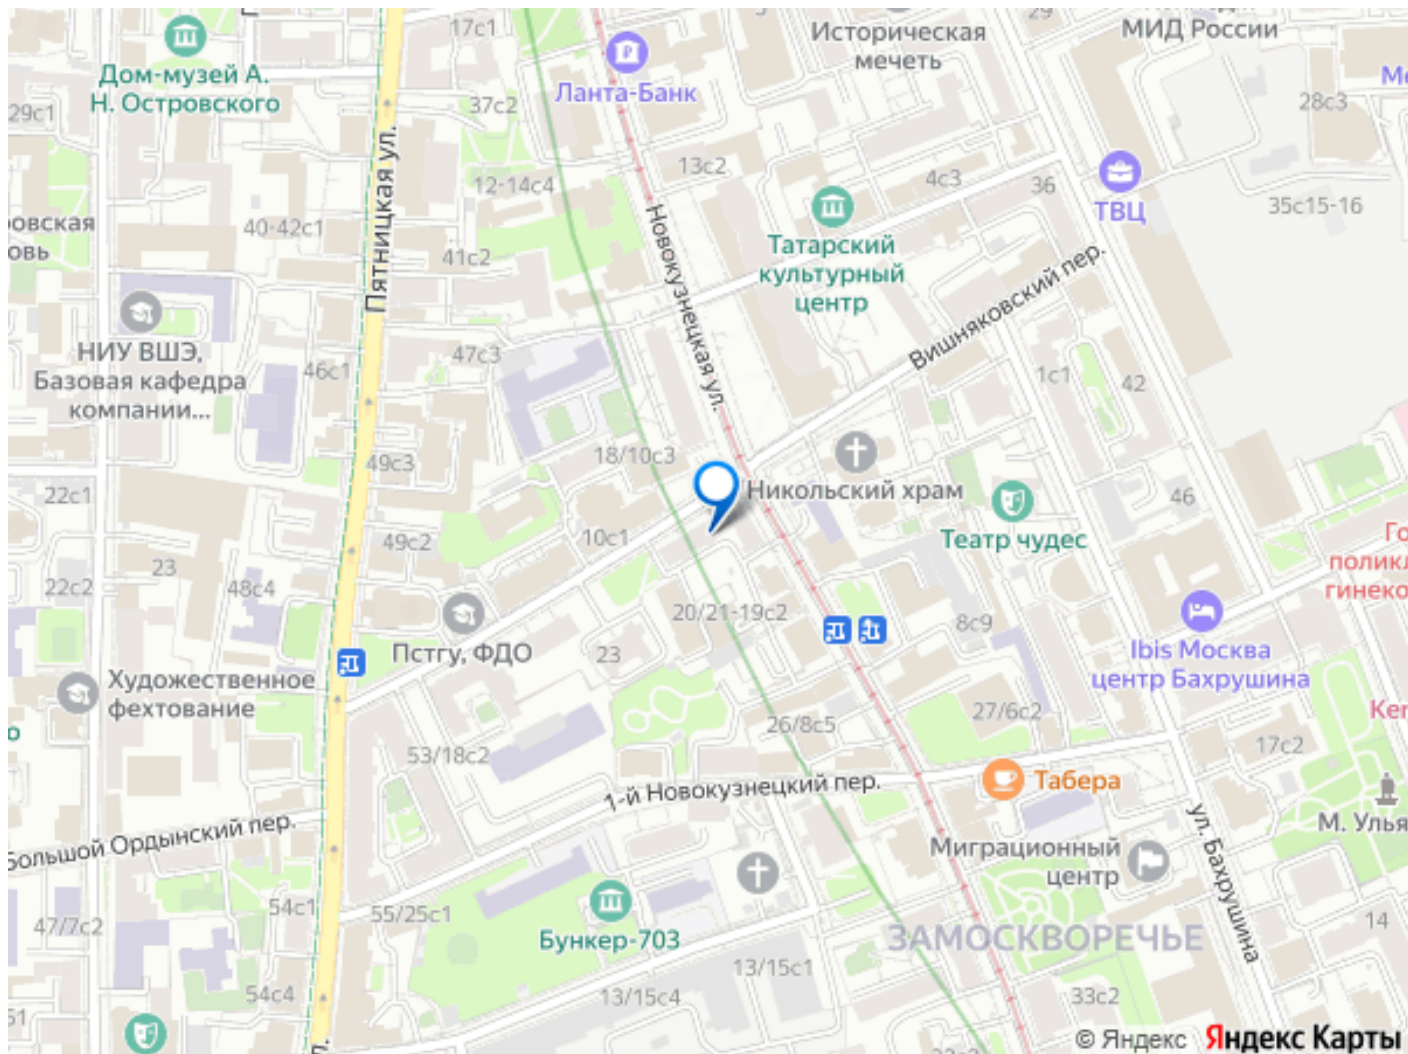 17с1
Историческая
мечеть
29
МИД России
Дом-музей А.
Н. Островского
Ланта-Банк
29с1
37с2
28с3
13с2
12-14с4
4с3
36
ТВЦ
35с15-16
Пятницкая ул.
Новокузнецкая ул.
40-42с1
41с2
Татарский
культурный
центр
Вишняковский пер.
НИУ ВШЭ,
Базовая кафедра
компании...
46с1
47с3
1с1
42
18/10с3
49с3
22с1
Никольский храм
46
Театр чудес
49с2
10с1
23
22с2
48с4
20/21-19с2
8с9
Пстгу, ФДО
23
Ibis Москва
центр Бахрушина
Художественное
фехтование
53/18с2
26/8с5
27/6с2
17с2
1-й Новокузнецкий пер.
Табера
Большой Ордынский пер.
ул. Бахрушина
Миграционный
центр
54с1
55/25с1
47/7с2
Бункер-703
ЗАМОСКВОРЕЧЬЕ
14
13/15с1
54с4
13/15с4
33с2
51
© Яндекс Яндекс Карты